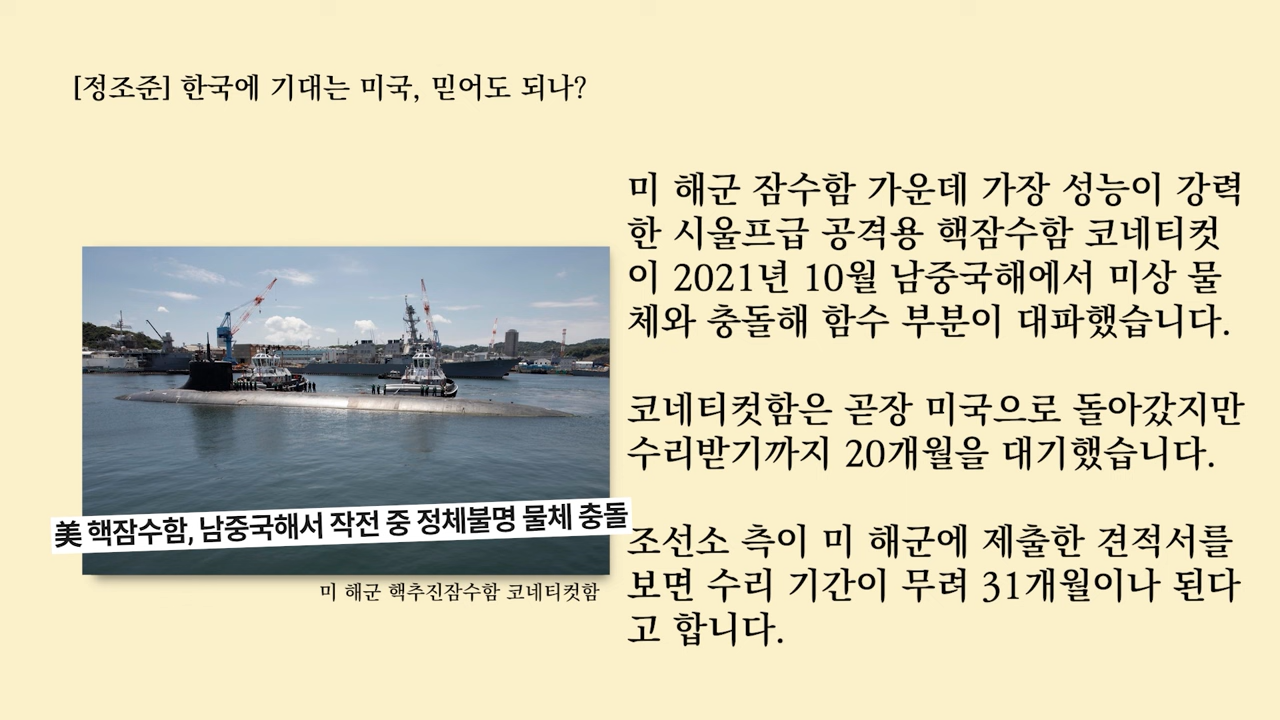 [정조준] 한국에 기대는 미국, 믿어도 되나?
미 해군 잠수함 가운데 가장 성능이 강력
한 시울프급 공격용 핵잠수함 코네티컷
이 2021년 10월 남중국해에서 미상 물
체와 충돌해 함수 부분이 대파했습니다.
코네티컷함은 곧장 미국으로 돌아갔지만
수리받기까지 20개월을 대기했습니다.
조선소 측이 미 해군에 제출한 견적서를
보면 수리 기간이 무려 31개월이나 된다
고 합니다.
美 핵잠수함, 남중국해서 작전 중 정체불명 물체 충돌
미 해군 핵추진잠수함 코네티컷함